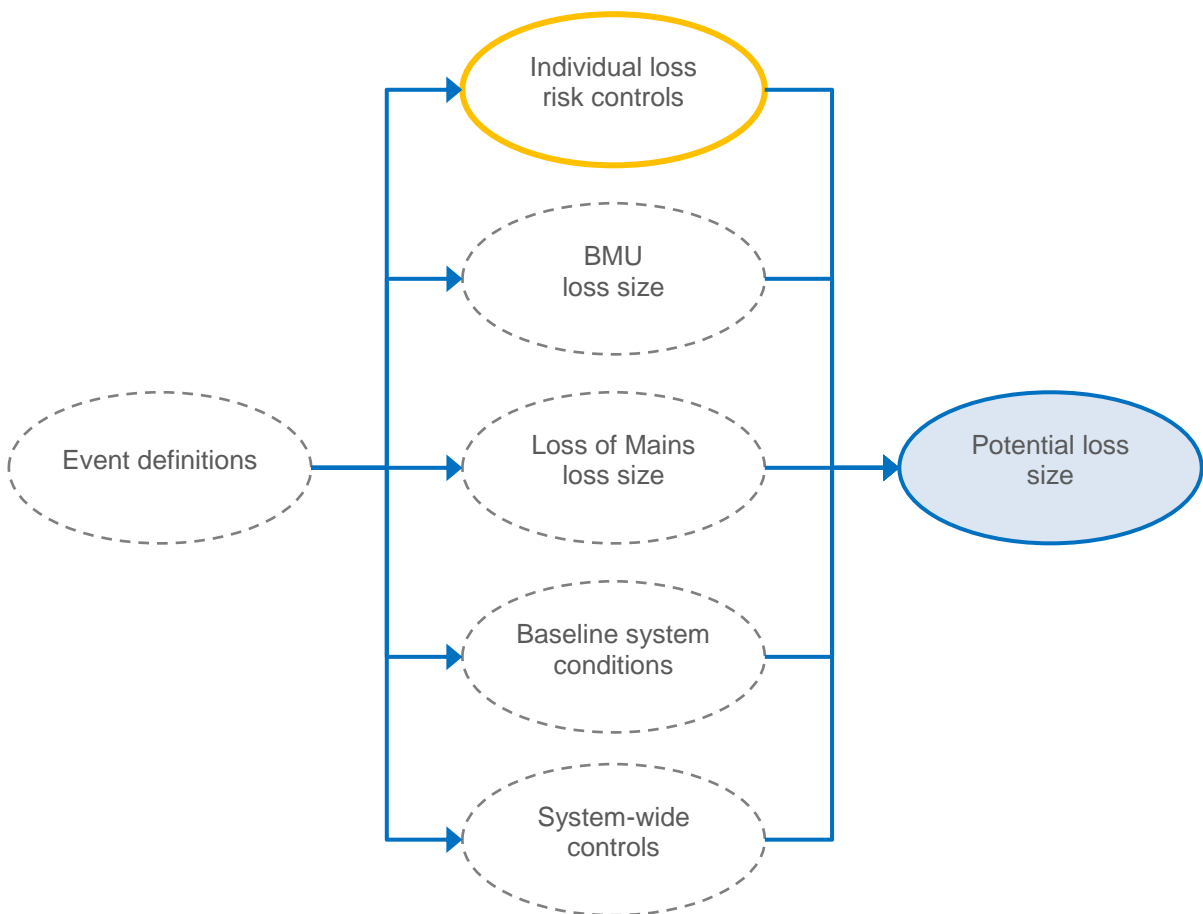 Individual loss
risk controls
BMU
loss size
Event definitions
Loss of Mains
loss size
Potential loss
size
Baseline system
conditions
System-wide
controls